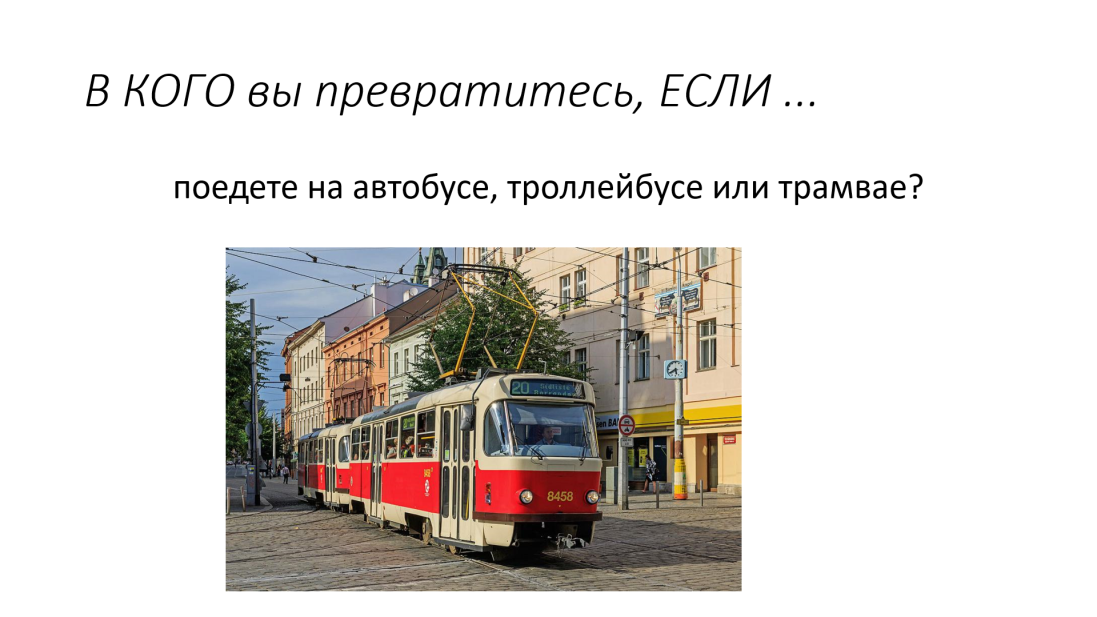 В КОГО вы превратитесь, ЕСЛИ ...
поедете на автобусе, троллейбусе или трамвае?
20
8458